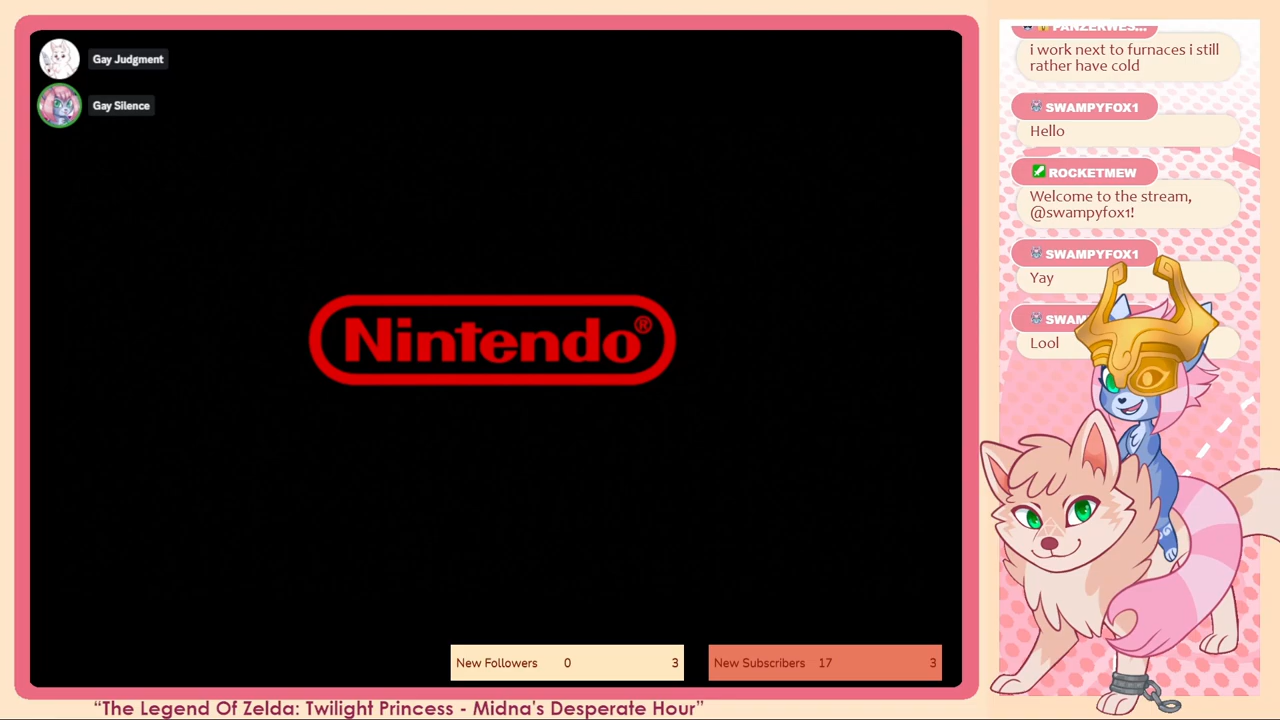 Gay Judgment
Gay Silence
Nintendo®
New Followers 0 3
New Subscribers 17 3
"The Legend Of Zelda: Twilight Princess - Midna's Desperate Hour"
i work next to furnaces i still
rather have cold
SWAMPYFOX1
Hello
ROCKETMEW
Welcome to the stream,
@swampyfox1!
SWAMPYFOX1
Yay
SWAM
Lool